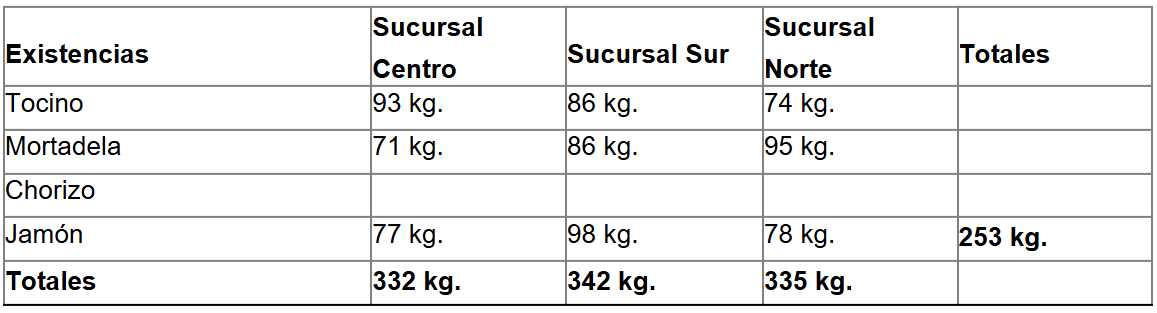 Existencias Sucursal Centro Sucursal Sur Sucursal Norte Totales
Tocino 93 kg. 86 kg. 74 kg.
Mortadela 71 kg. 86 kg. 95 kg.
Chorizo
Jamón 77 kg. 98 kg. 78 kg. 253 kg.
Totales 332 kg. 342 kg. 335 kg.